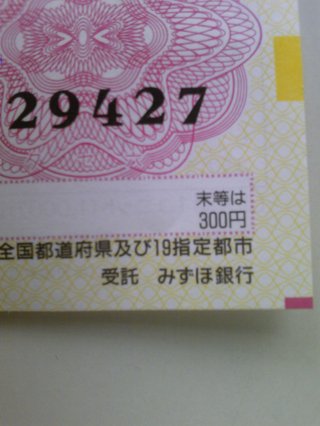 29427
末等は
300円
全国都道府県及び19指定都市
受託 みずほ銀行